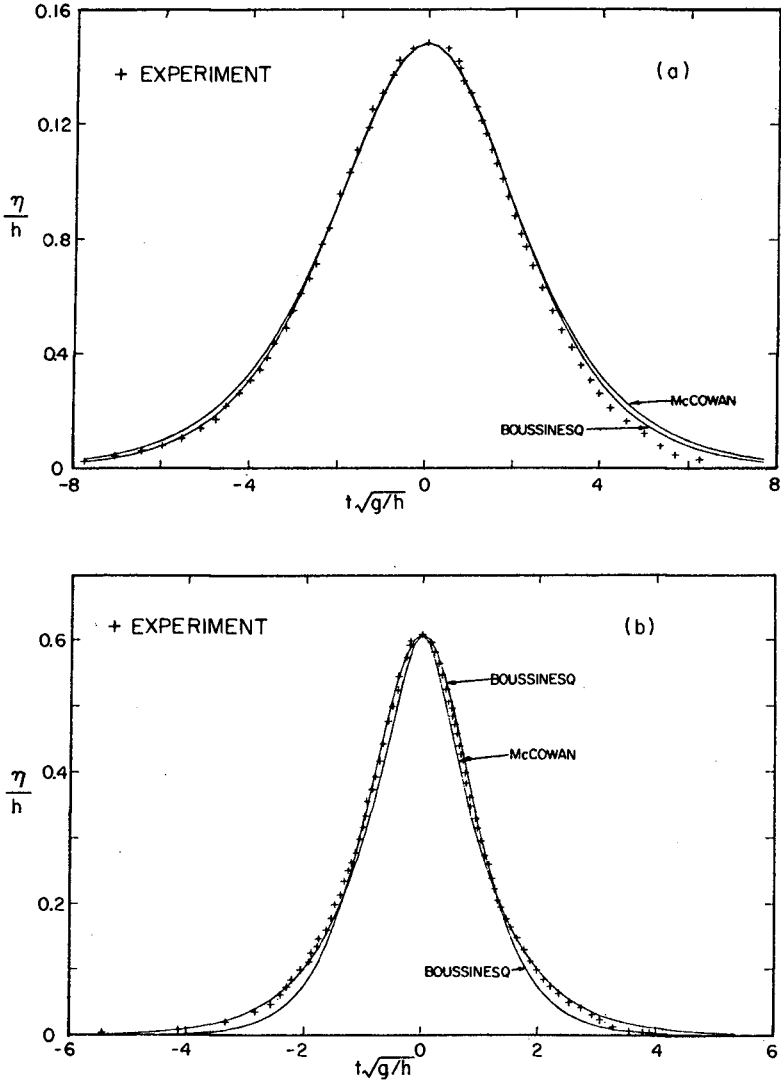 0.16
+ EXPERIMENT
(a)
0.12
η/h
0.8
0.4
McCOWAN
BOUSSINESQ
0
-8
-4
0
4
8
t√g/h
+ EXPERIMENT
(b)
0.6
BOUSSINESQ
McCOWAN
η/h
0.4
0.2
BOUSSINESQ
0
-6
-4
-2
0
2
4
6
t√g/h